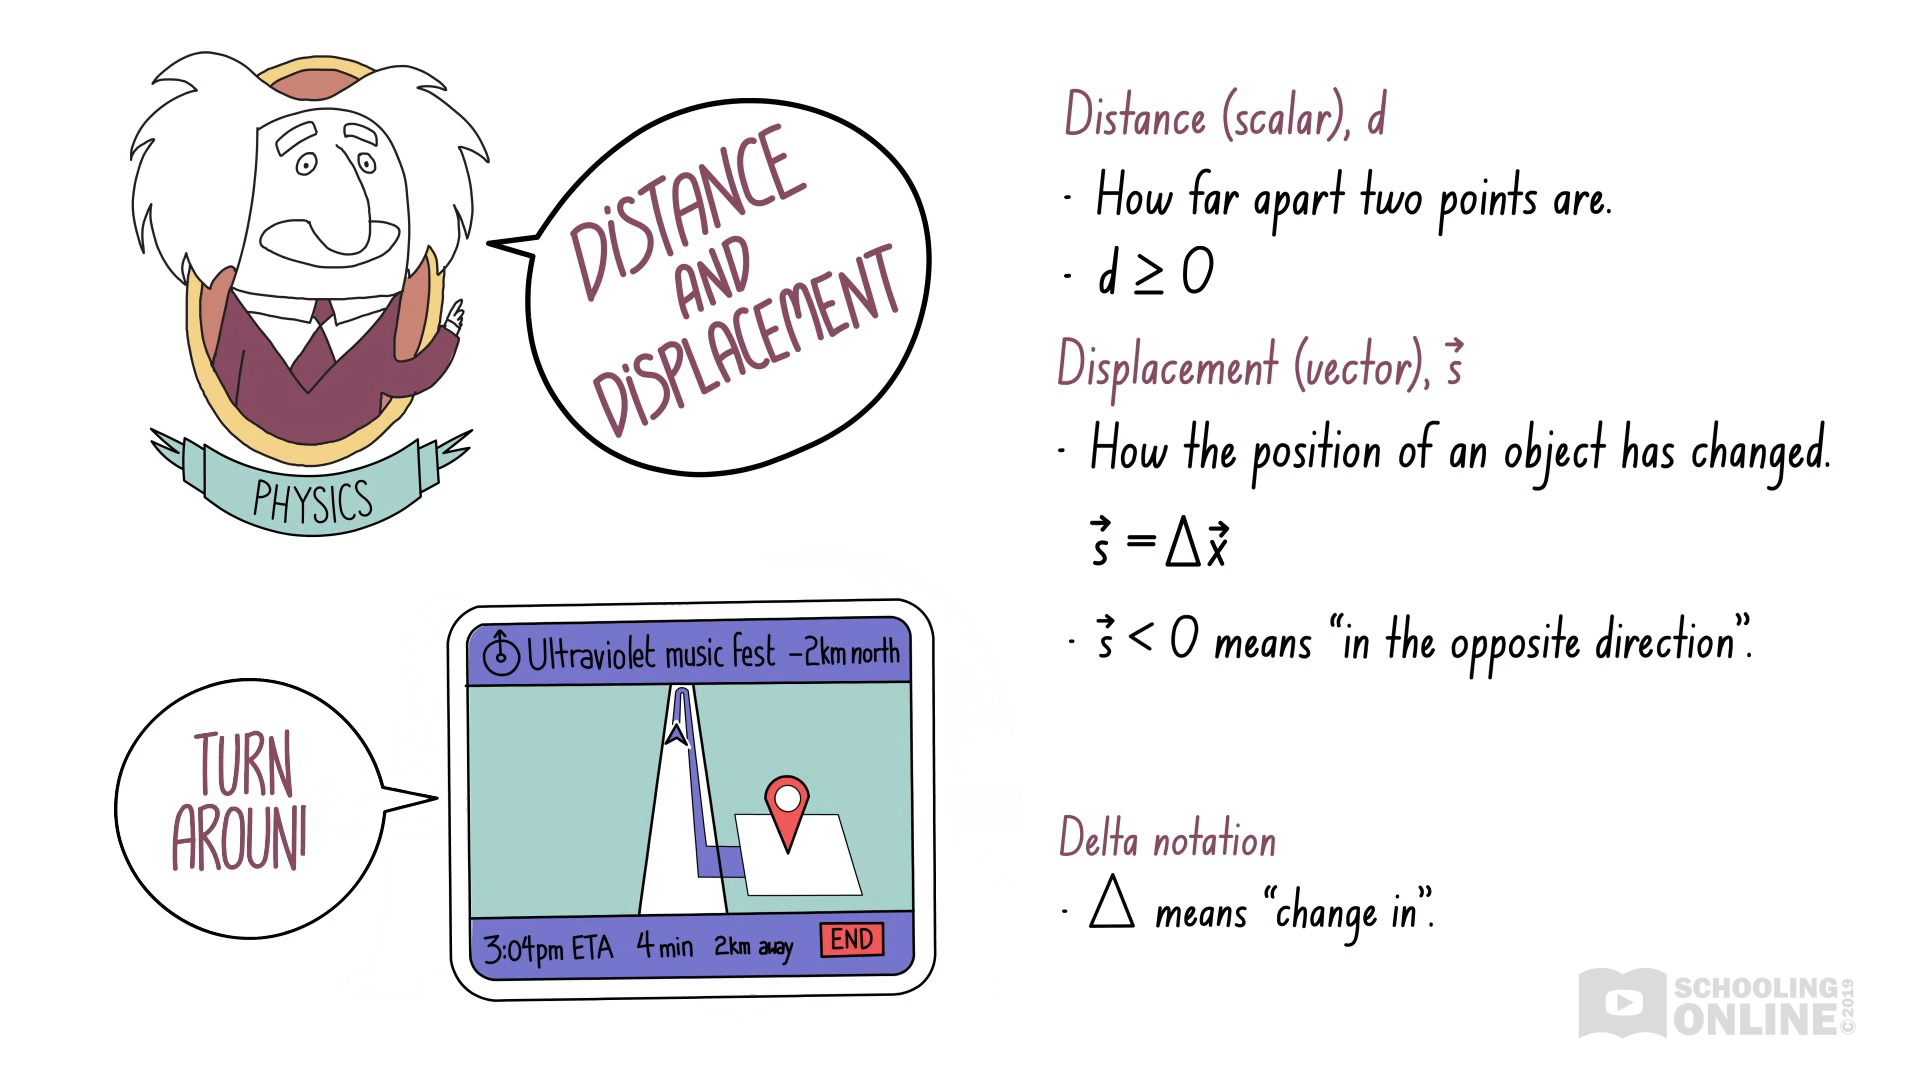 DiSTANCE
AND
DiSPLACEMENT
PHYSICS
Distance (scalar), d
- How far apart two points are.
- d ≥ 0
Displacement (vector), s⃗
- How the position of an object has changed.
s⃗ = Δx⃗
- s⃗ < 0 means “in the opposite direction”.
Ultraviolet music fest -2km north
TURN
AROUN
3:04pm ETA 4 min 2km away END
Delta notation
- Δ means “change in”.
SCHOOLING
ONLINE
©2019